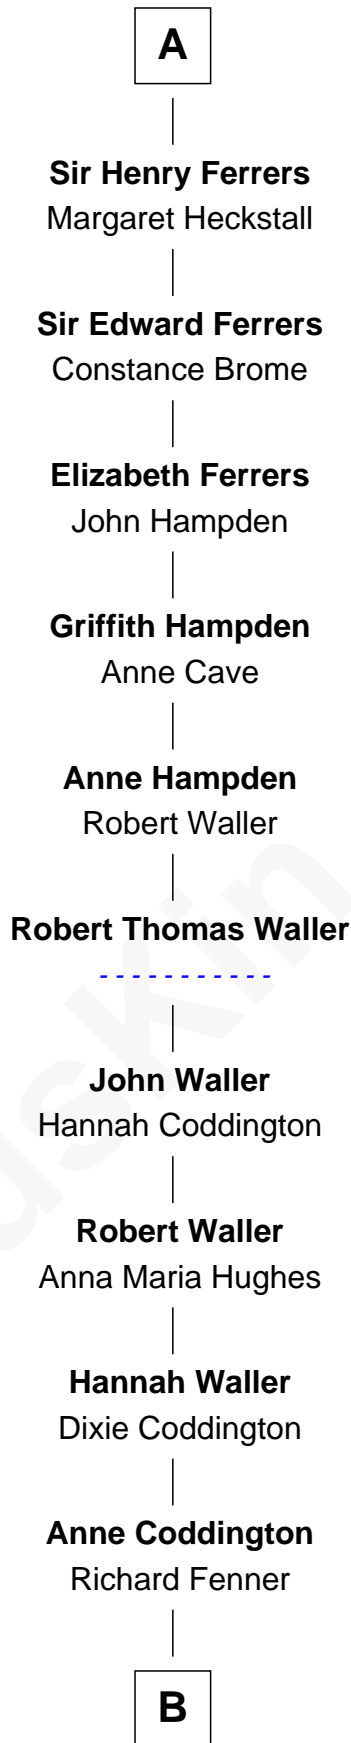 A
Sir Henry Ferrers
Margaret Heckstall
Sir Edward Ferrers
Constance Brome
Elizabeth Ferrers
John Hampden
Griffith Hampden
Anne Cave
Anne Hampden
Robert Waller
Robert Thomas Waller
- - - - - - - - - - -
John Waller
Hannah Coddington
Robert Waller
Anna Maria Hughes
Hannah Waller
Dixie Coddington
Anne Coddington
Richard Fenner
B